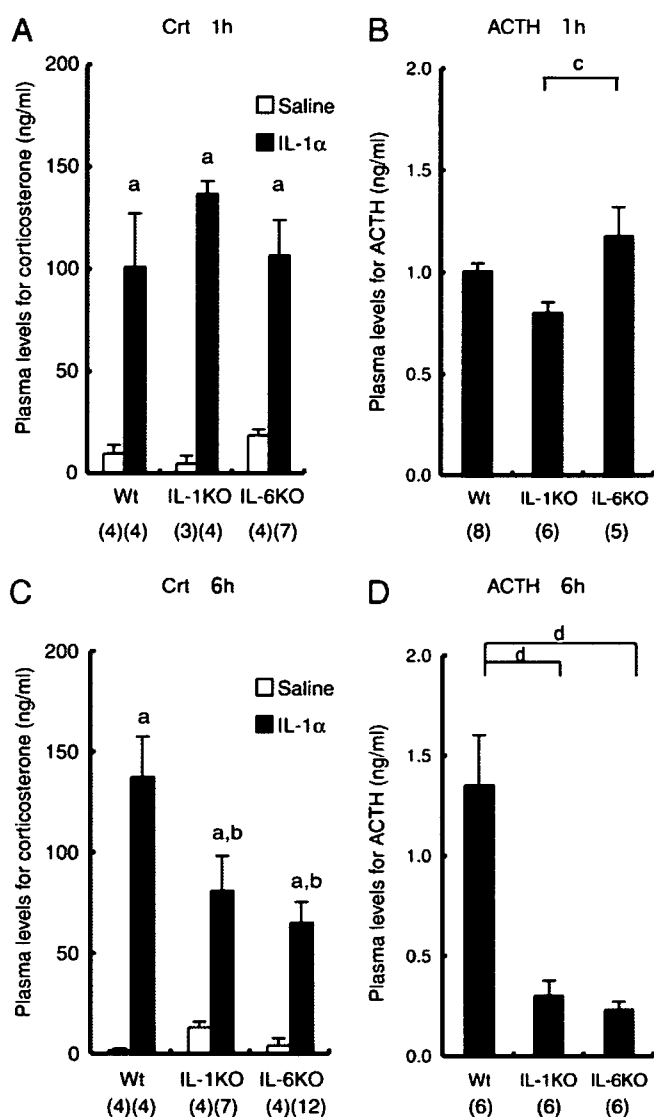 A
Crt 1h
Plasma levels for corticosterone (ng/ml)
200
150
100
50
0
Saline
IL-1α
a
a
a
Wt
IL-1KO
IL-6KO
(4)(4)
(3)(4)
(4)(7)
B
ACTH 1h
Plasma levels for ACTH (ng/ml)
2.0
1.5
1.0
0.5
0.0
c
Wt
IL-1KO
IL-6KO
(8)
(6)
(5)
C
Crt 6h
Plasma levels for corticosterone (ng/ml)
200
150
100
50
0
Saline
IL-1α
a
a,b
a,b
Wt
IL-1KO
IL-6KO
(4)(4)
(4)(7)
(4)(12)
D
ACTH 6h
Plasma levels for ACTH (ng/ml)
2.0
1.5
1.0
0.5
0.0
d
d
Wt
IL-1KO
IL-6KO
(6)
(6)
(6)